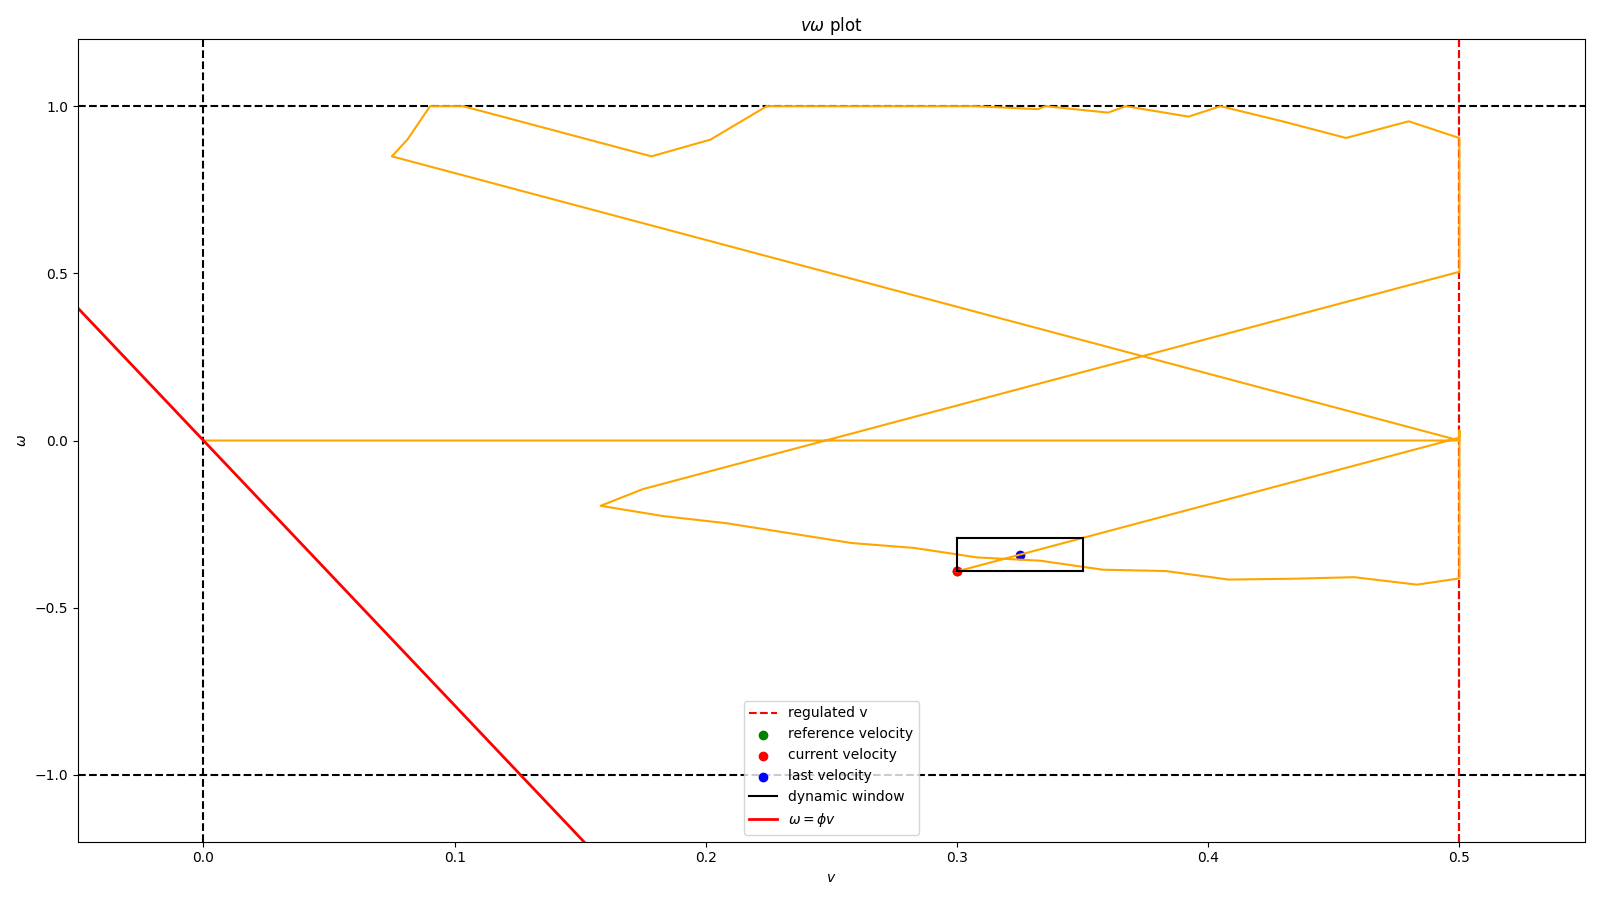 vω plot
1.0
0.5
0.0
−0.5
−1.0
ω
regulated v
reference velocity
current velocity
last velocity
dynamic window
ω = ϕv
0.0 0.1 0.2 0.3 0.4 0.5
v